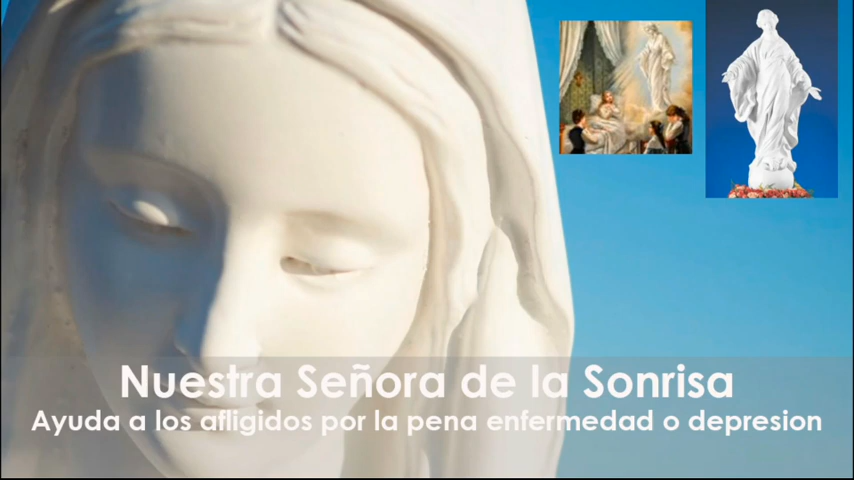 Nuestra Señora de la Sonrisa
Ayuda a los afligidos por la pena enfermedad o depresion